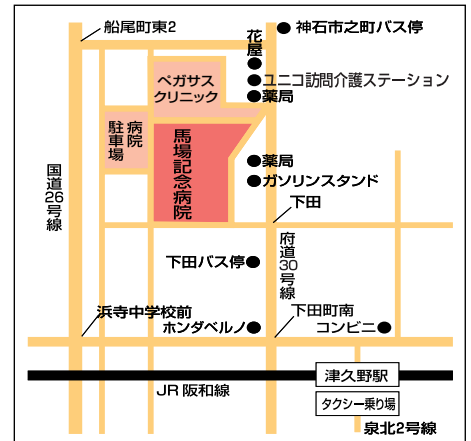 船尾町東2
神石市之町バス停
花屋
ユニコ訪問介護ステーション
薬局
ペガサス
クリニック
病院
駐車場
馬場記念病院
薬局
ガソリンスタンド
国道26号線
下田
府道30号線
下田バス停
浜寺中学校前
ホンダベルノ
下田町南
コンビニ
JR阪和線
津久野駅
タクシー乗り場
泉北2号線